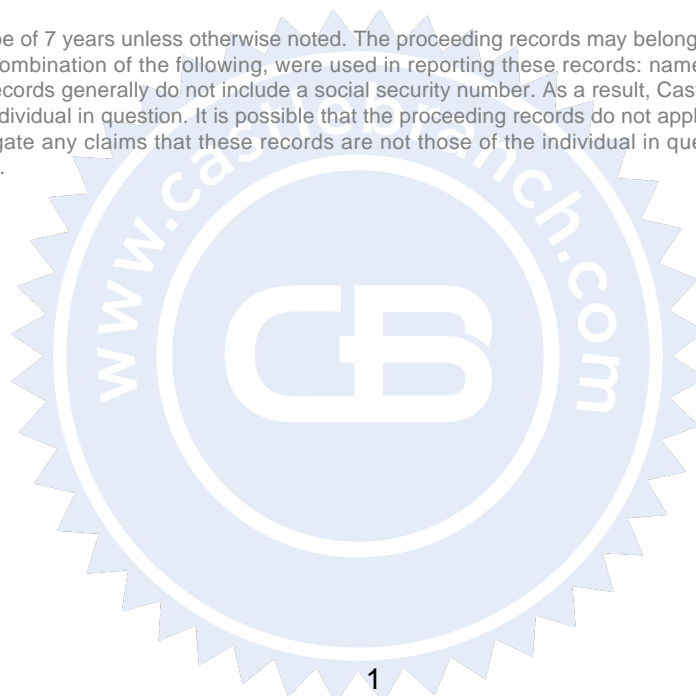 pe of 7 years unless otherwise noted. The proceeding records may belong
ombination of the following, were used in reporting these records: name
ecords generally do not include a social security number. As a result, Cas
dividual in question. It is possible that the proceeding records do not appl
gate any claims that these records are not those of the individual in que
.
www.castlebranch.com
CB
1